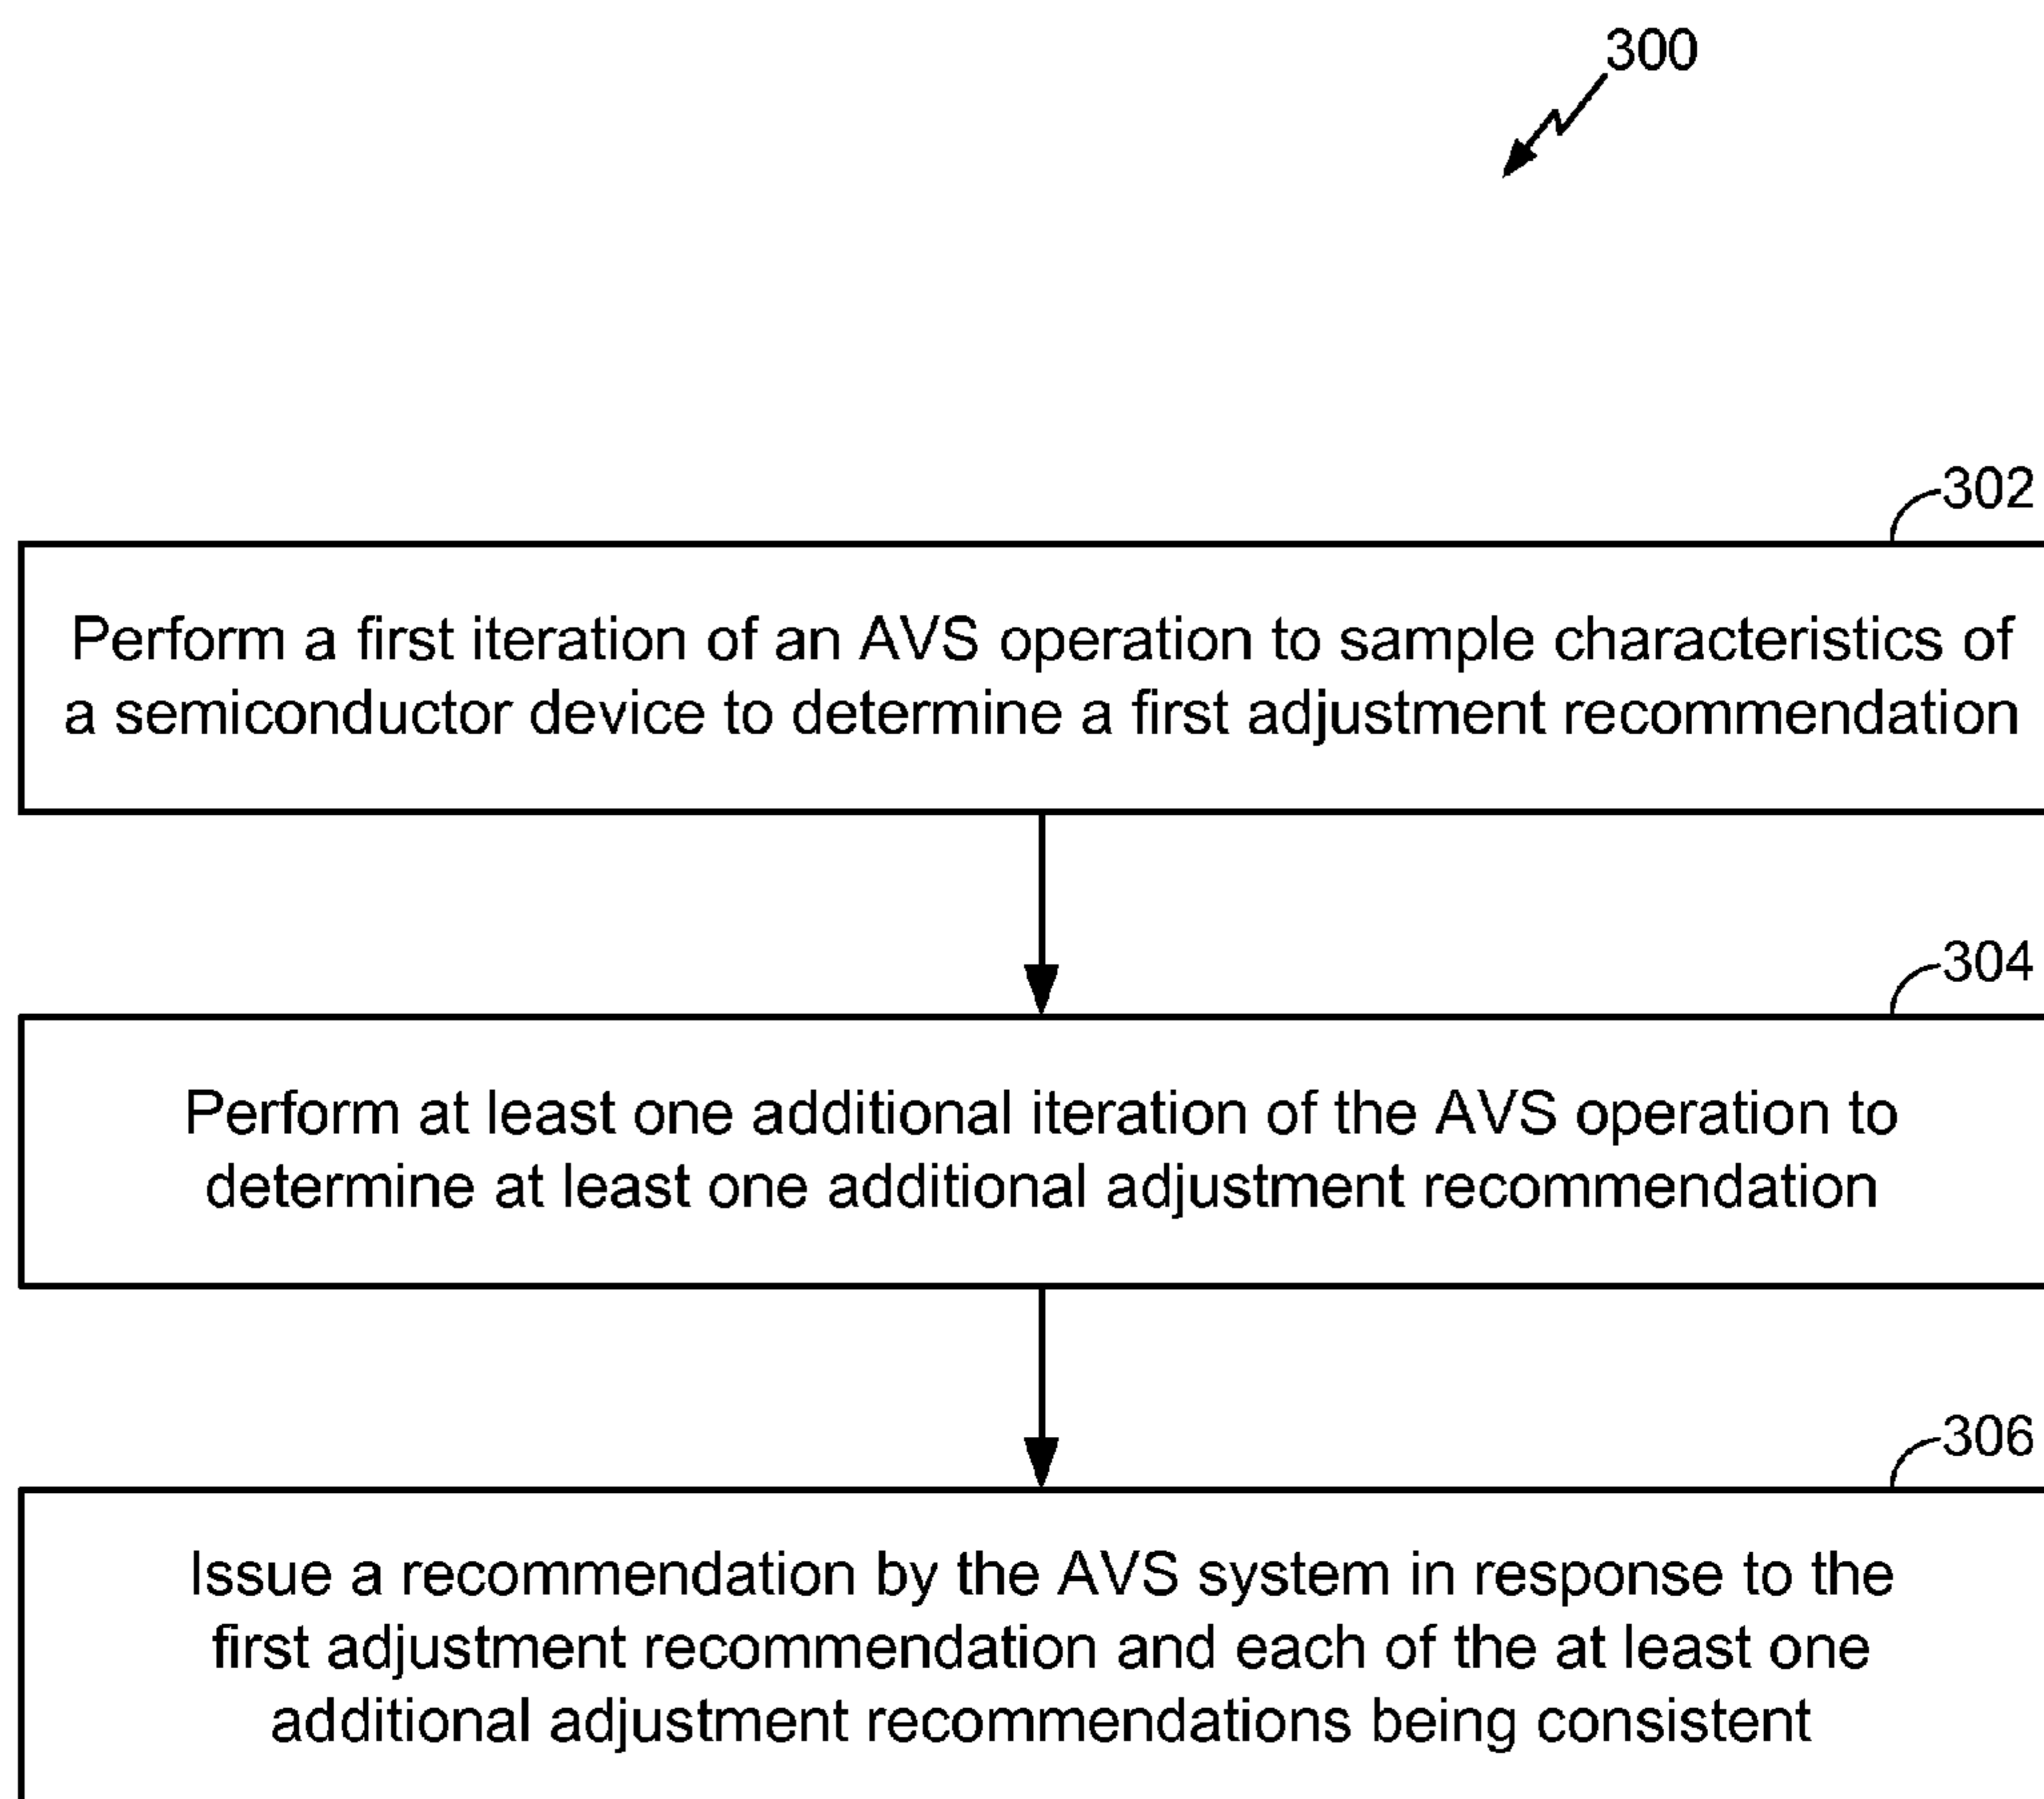 300
302
Perform a first iteration of an AVS operation to sample characteristics of
a semiconductor device to determine a first adjustment recommendation
304
Perform at least one additional iteration of the AVS operation to
determine at least one additional adjustment recommendation
306
Issue a recommendation by the AVS system in response to the
first adjustment recommendation and each of the at least one
additional adjustment recommendations being consistent